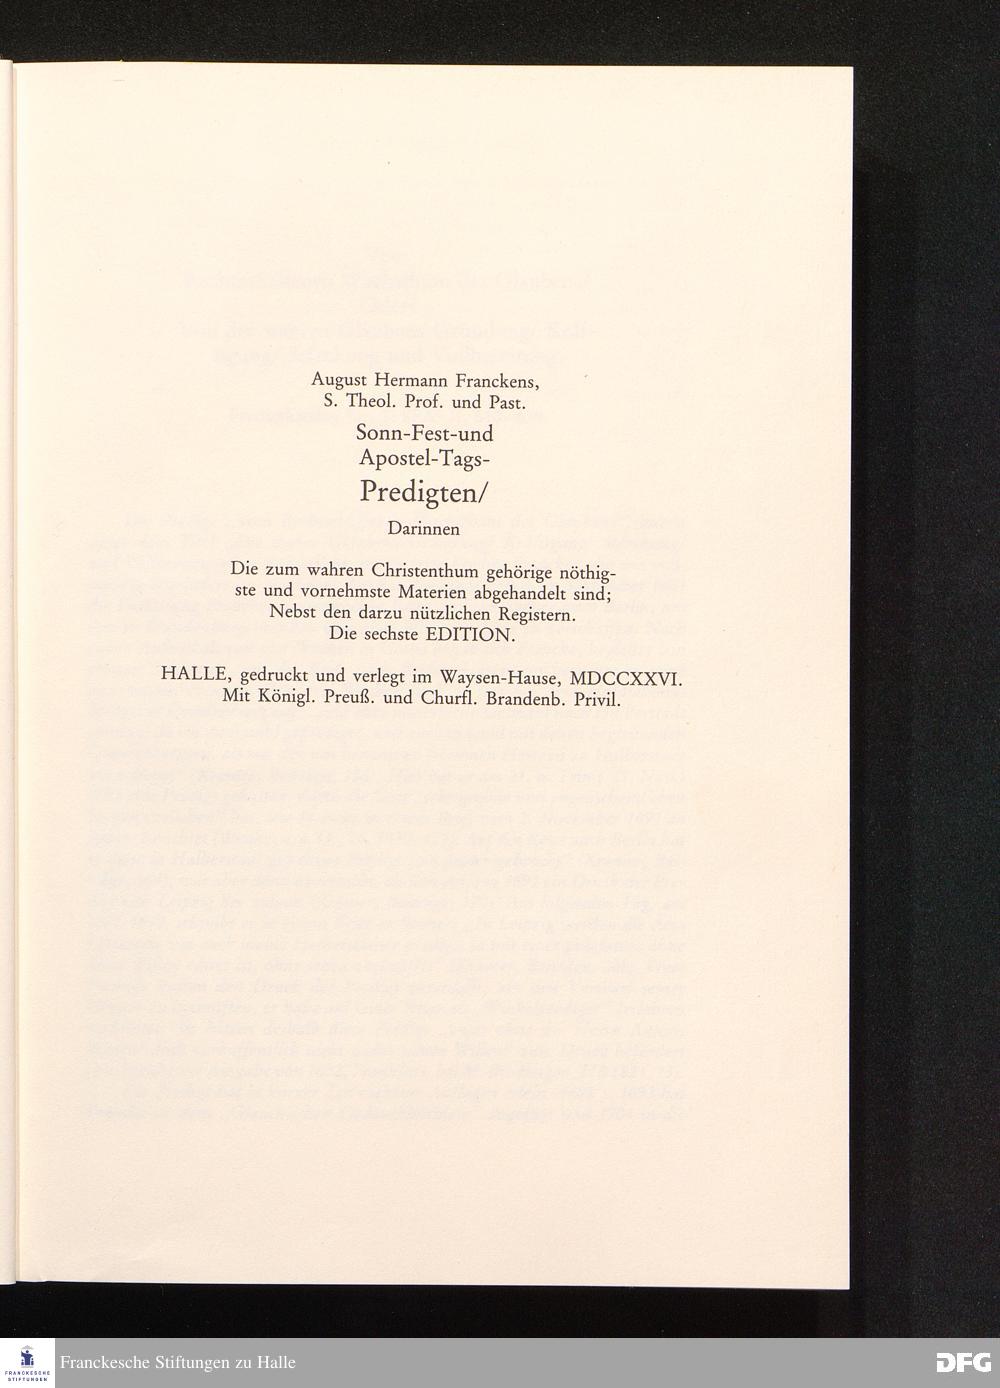 August Hermann Franckens,
S. Theol. Prof. und Past.
Sonn-Fest-und
Apostel-Tags-
Predigten/
Darinnen
Die zum wahren Christenthum gehörige nöthig-
ste und vornehmste Materien abgehandelt sind;
Nebst den darzu nützlichen Registern.
Die sechste EDITION.
HALLE, gedruckt und verlegt im Waysen-Hause, MDCCXXVI.
Mit Königl. Preuß. und Churfl. Brandenb. Privil.
FRANCKESCHE
STIFTUNGEN
Franckesche Stiftungen zu Halle
DFG